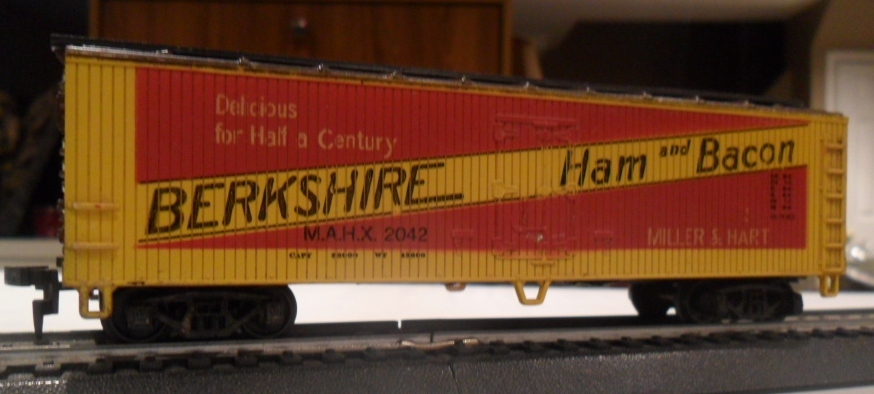 Delicious
for Half a Century
BERKSHIRE Ham and Bacon
M.A.H.X. 2042
MILLER & HART